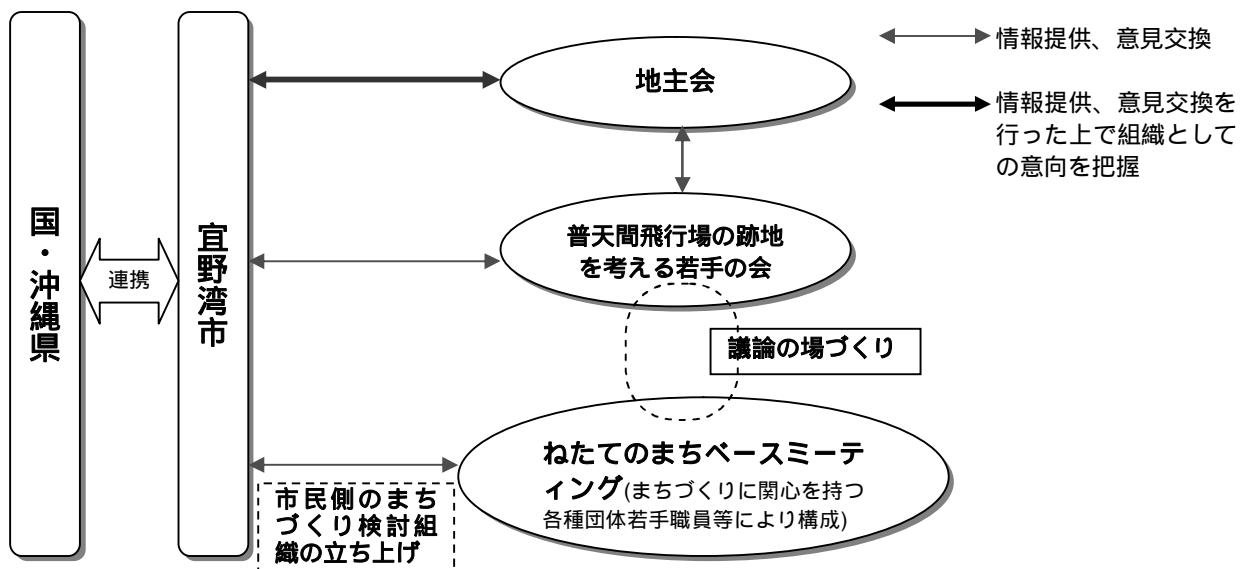 国・沖縄県
連携
宜野湾市
地主会
普天間飛行場の跡地
を考える若手の会
議論の場づくり
ねたてのまちベースミーテ
ィング(まちづくりに関心を持つ
各種団体若手職員等により構成)
市民側のまち
づくり検討組
織の立ち上げ
情報提供、意見交換
情報提供、意見交換を
行った上で組織として
の意向を把握